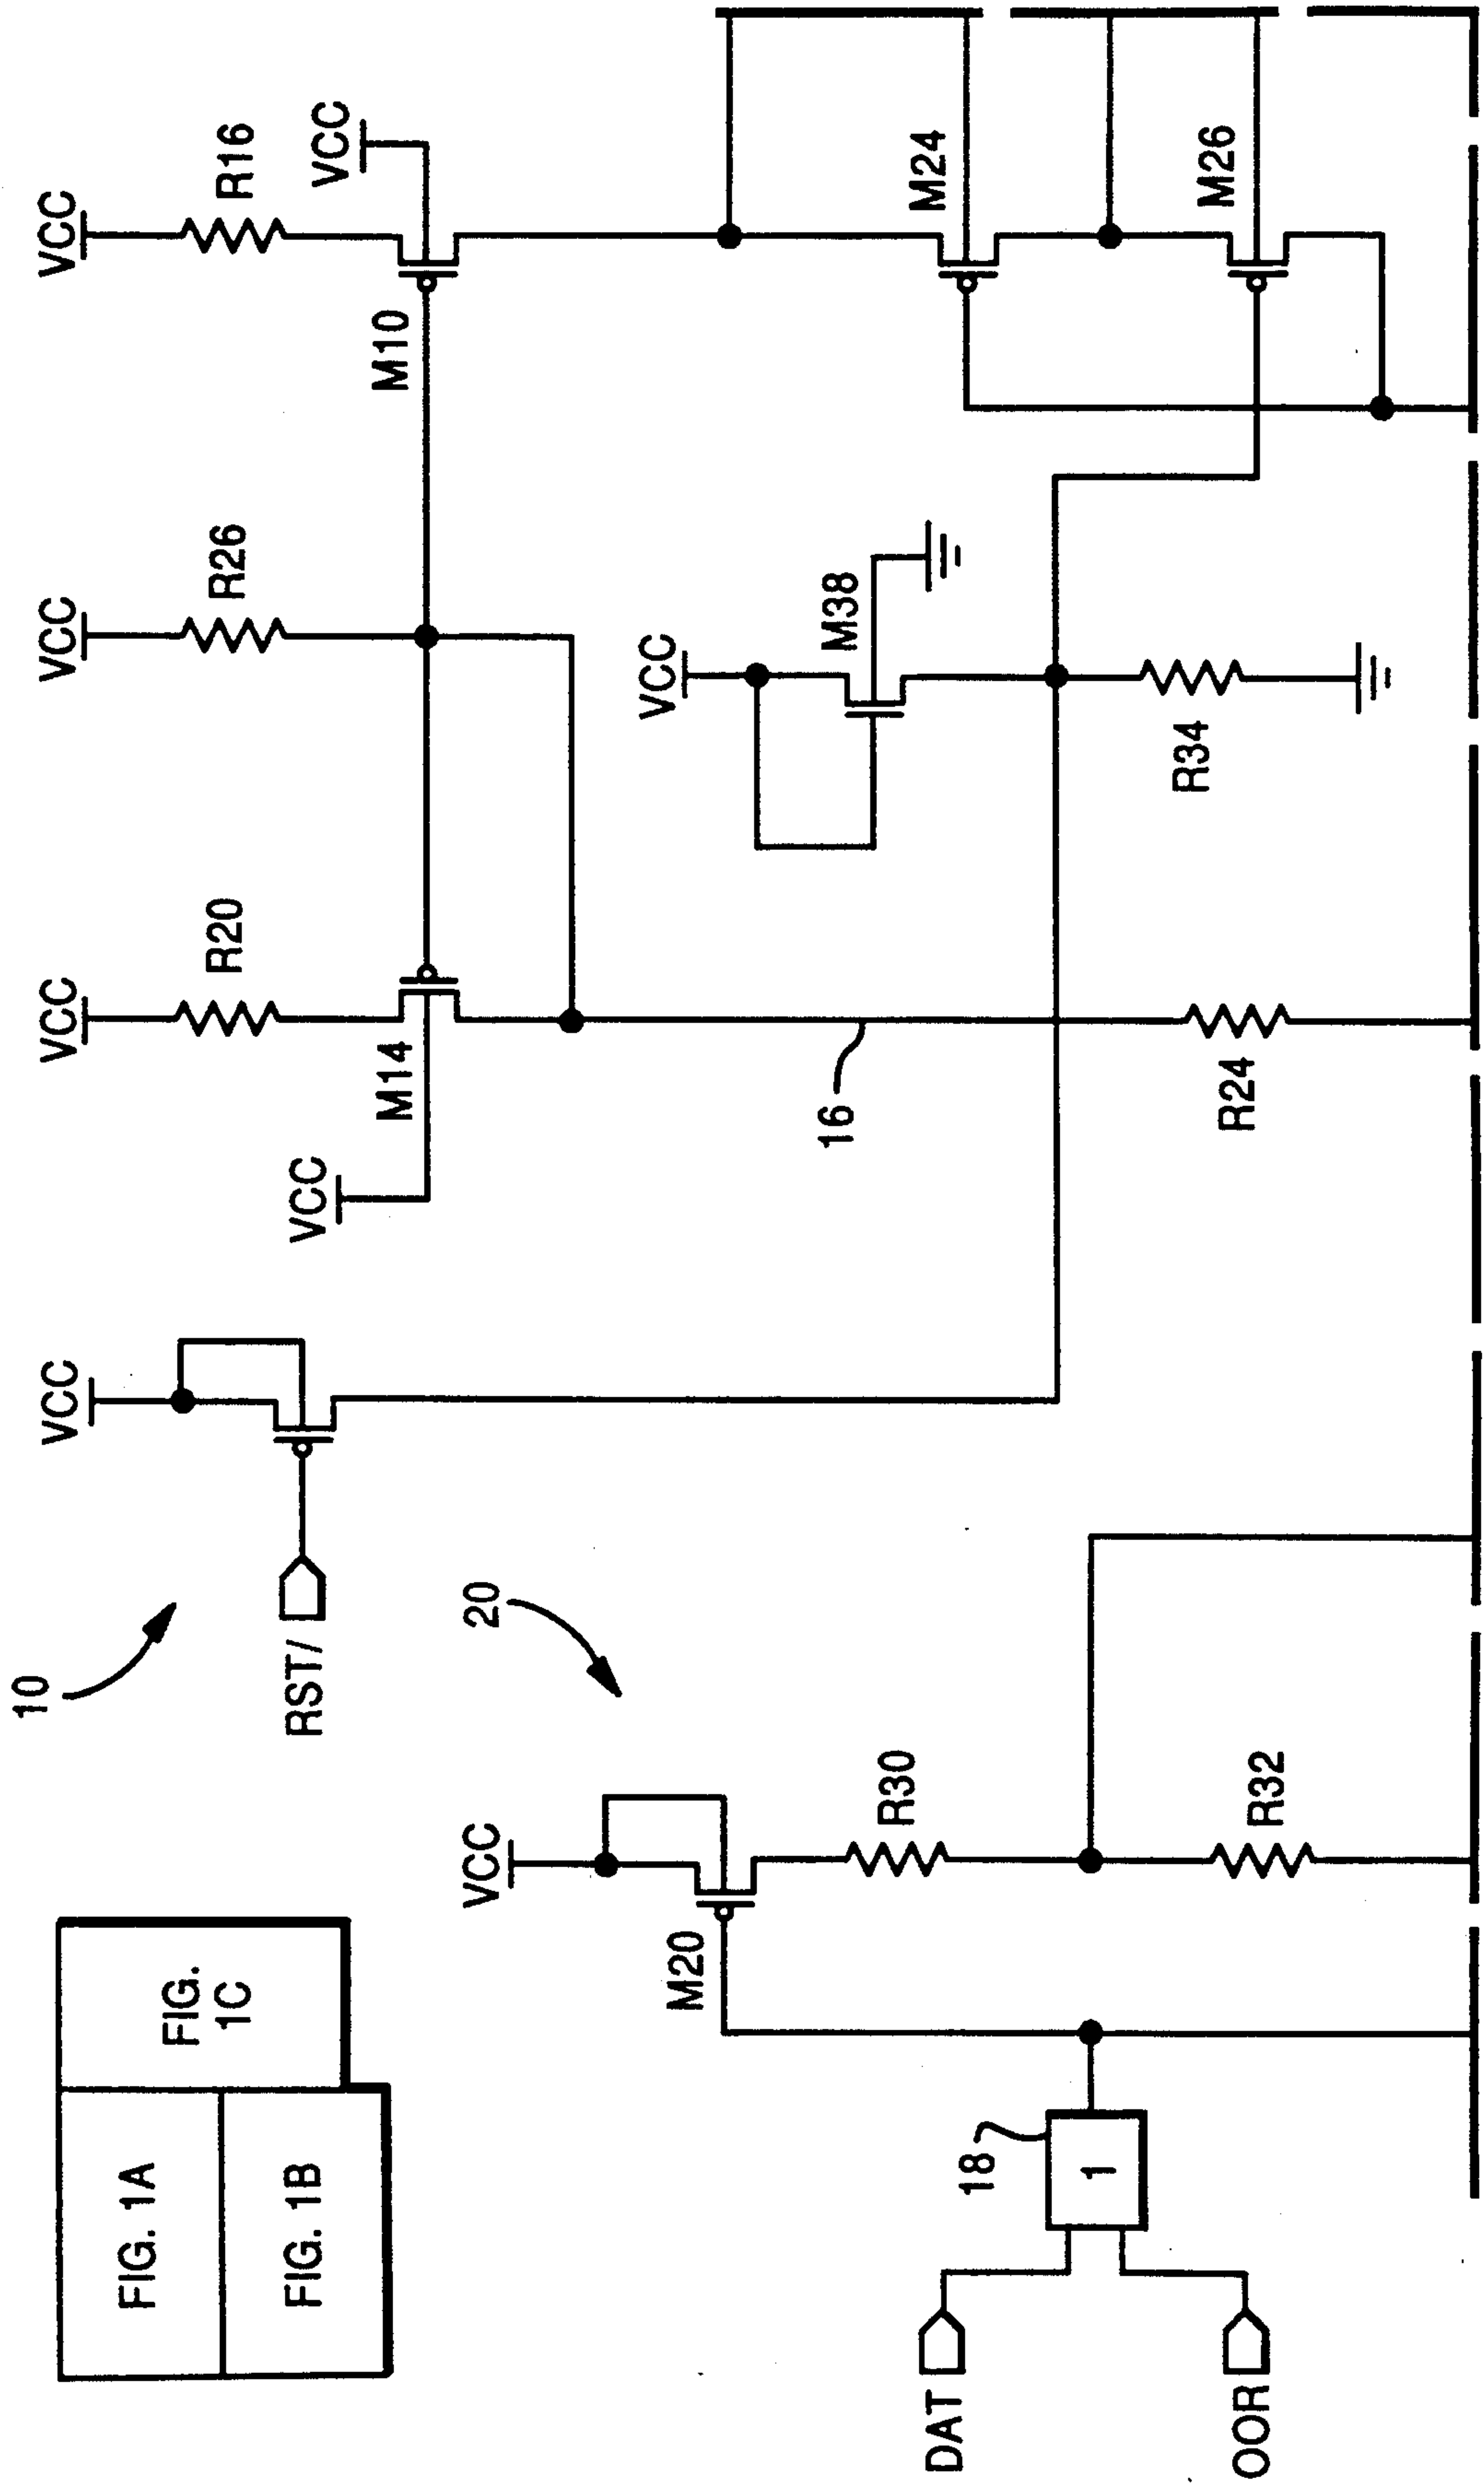 FIG. 1A
FIG. 1B
FIG.
1C
10
VCC
VCC
VCC
VCC
R20
R26
R16
VCC
VCC
M14
M10
RST/
20
VCC
M20
R30
R32
VCC
M38
R34
16
R24
M24
M26
18
1
DAT
OOR